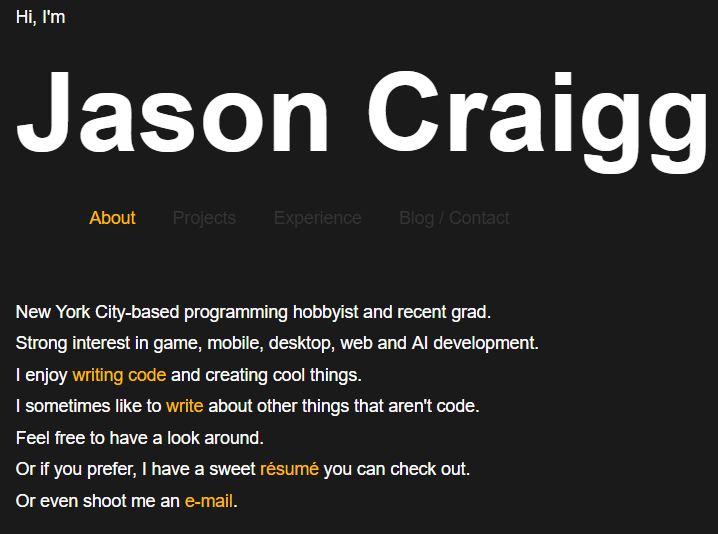 Hi, I'm
Jason Craigg
About Projects Experience Blog / Contact
New York City-based programming hobbyist and recent grad.
Strong interest in game, mobile, desktop, web and AI development.
I enjoy writing code and creating cool things.
I sometimes like to write about other things that aren't code.
Feel free to have a look around.
Or if you prefer, I have a sweet résumé you can check out.
Or even shoot me an e-mail.